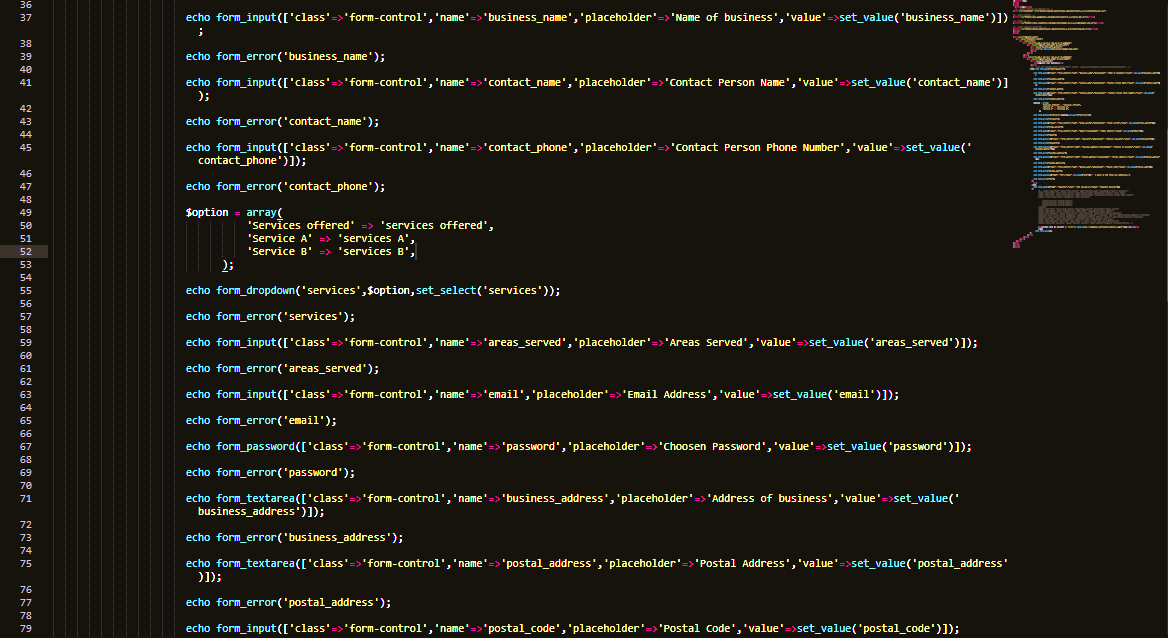 36
37 echo form_input(['class'=>'form-control','name'=>'business_name','placeholder'=>'Name of business','value'=>set_value('business_name')])
;
38
39 echo form_error('business_name');
40
41 echo form_input(['class'=>'form-control','name'=>'contact_name','placeholder'=>'Contact Person Name','value'=>set_value('contact_name')]
);
42
43 echo form_error('contact_name');
44
45 echo form_input(['class'=>'form-control','name'=>'contact_phone','placeholder'=>'Contact Person Phone Number','value'=>set_value('
contact_phone')]);
46
47 echo form_error('contact_phone');
48
49 $option = array(
50 'Services offered' => 'services offered',
51 'Service A' => 'services A',
52 'Service B' => 'services B',
53 );
54
55 echo form_dropdown('services',$option,set_select('services'));
56
57 echo form_error('services');
58
59 echo form_input(['class'=>'form-control','name'=>'areas_served','placeholder'=>'Areas Served','value'=>set_value('areas_served')]);
60
61 echo form_error('areas_served');
62
63 echo form_input(['class'=>'form-control','name'=>'email','placeholder'=>'Email Address','value'=>set_value('email')]);
64
65 echo form_error('email');
66
67 echo form_password(['class'=>'form-control','name'=>'password','placeholder'=>'Choosen Password','value'=>set_value('password')]);
68
69 echo form_error('password');
70
71 echo form_textarea(['class'=>'form-control','name'=>'business_address','placeholder'=>'Address of business','value'=>set_value('
business_address')]);
72
73 echo form_error('business_address');
74
75 echo form_textarea(['class'=>'form-control','name'=>'postal_address','placeholder'=>'Postal Address','value'=>set_value('postal_address'
)]);
76
77 echo form_error('postal_address');
78
79 echo form_input(['class'=>'form-control','name'=>'postal_code','placeholder'=>'Postal Code','value'=>set_value('postal_code')]);